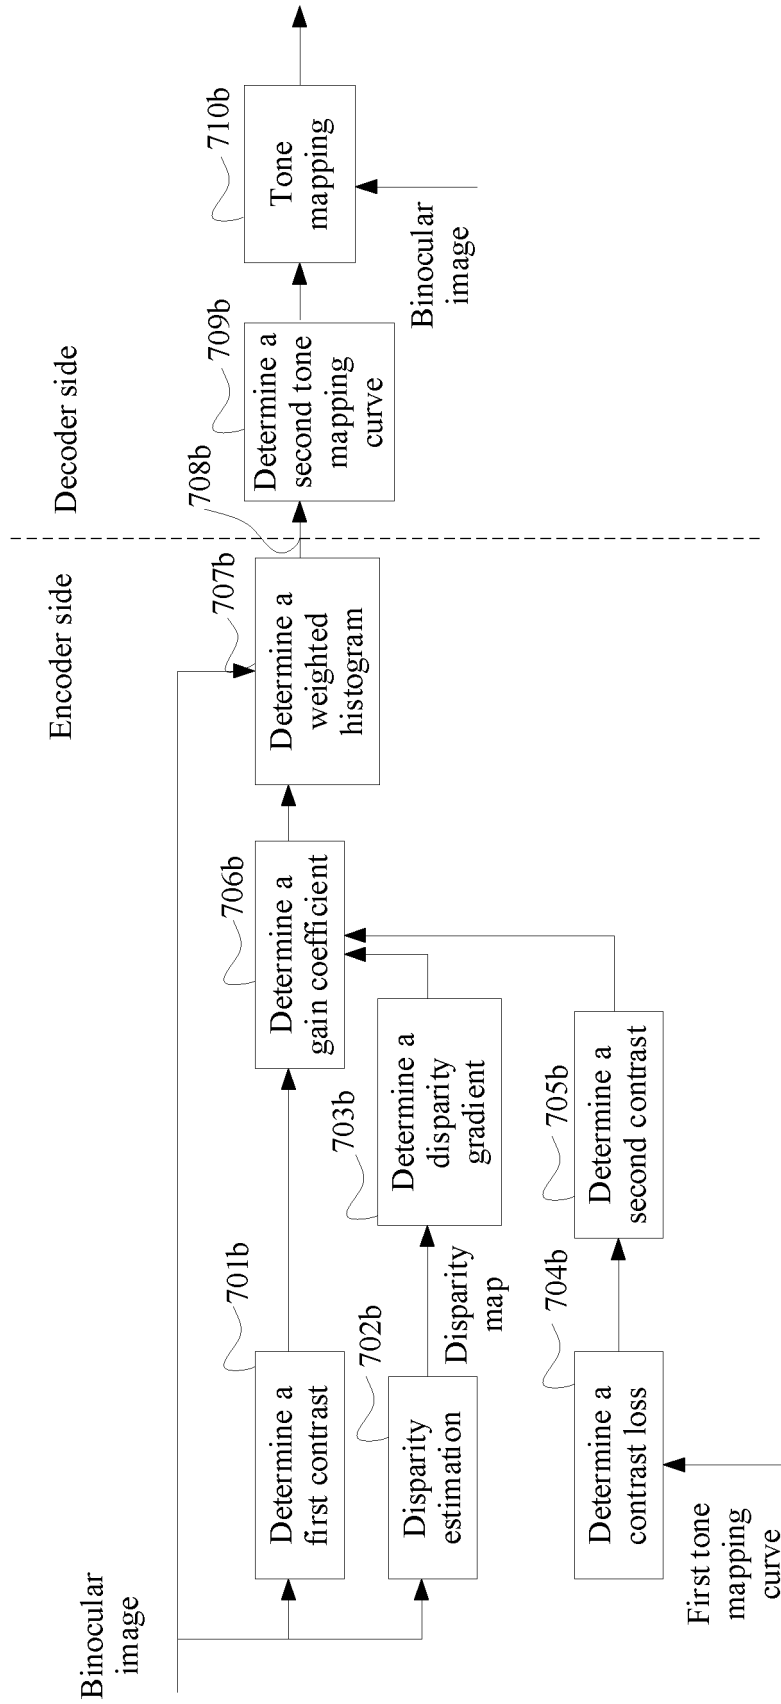 Binocular
image
Encoder side
Decoder side
701b
Determine a
first contrast
702b
Disparity
estimation
Disparity
map
703b
Determine a
disparity
gradient
First tone
mapping
curve
704b
Determine a
contrast loss
705b
Determine a
second contrast
706b
Determine a
gain coefficient
707b
Determine a
weighted
histogram
708b
709b
Determine a
second tone
mapping
curve
710b
Tone
mapping
Binocular
image